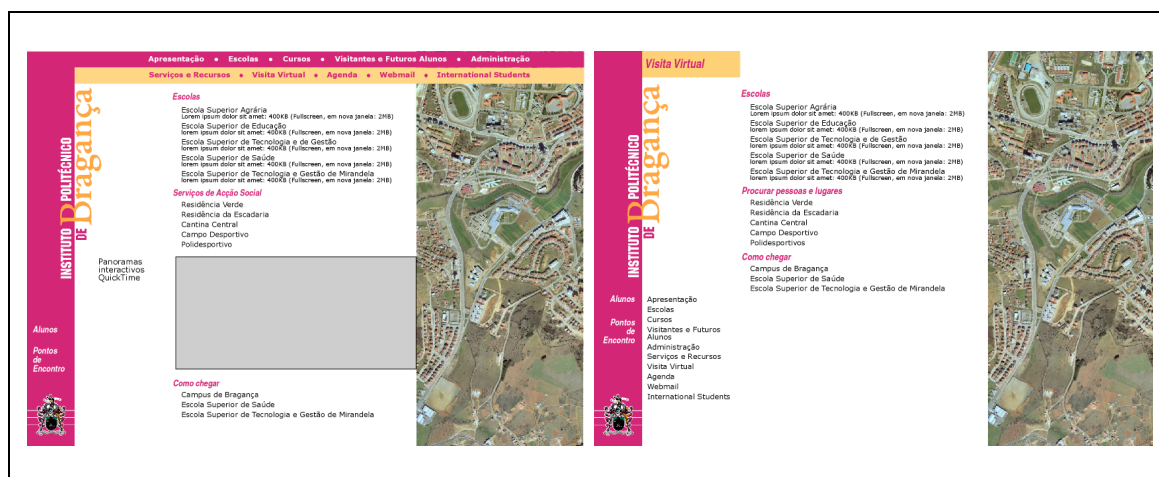 Apresentação • Escolas • Cursos • Visitantes e Futuros Alunos • Administração
Serviços e Recursos • Visita Virtual • Agenda • Webmail • International Students
INSTITUTO POLITÉCNICO
DE Bragança
Escolas
Escola Superior Agrária
Lorem ipsum dolor sit amet: 400KB (Fullscreen, em nova janela: 2MB)
Escola Superior de Educação
lorem ipsum dolor sit amet: 400KB (Fullscreen, em nova janela: 2MB)
Escola Superior de Tecnologia e de Gestão
lorem ipsum dolor sit amet: 400KB (Fullscreen, em nova janela: 2MB)
Escola Superior de Saúde
lorem ipsum dolor sit amet: 400KB (Fullscreen, em nova janela: 2MB)
Escola Superior de Tecnologia e Gestão de Mirandela
lorem ipsum dolor sit amet: 400KB (Fullscreen, em nova janela: 2MB)
Serviços de Acção Social
Residência Verde
Residência da Escadaria
Cantina Central
Campo Desportivo
Polidesportivo
Panoramas
interactivos
QuickTime
Alunos
Pontos
de
Encontro
Como chegar
Campus de Bragança
Escola Superior de Saúde
Escola Superior de Tecnologia e Gestão de Mirandela
Visita Virtual
INSTITUTO POLITÉCNICO
DE Bragança
Escolas
Escola Superior Agrária
Lorem ipsum dolor sit amet: 400KB (Fullscreen, em nova janela: 2MB)
Escola Superior de Educação
lorem ipsum dolor sit amet: 400KB (Fullscreen, em nova janela: 2MB)
Escola Superior de Tecnologia e de Gestão
lorem ipsum dolor sit amet: 400KB (Fullscreen, em nova janela: 2MB)
Escola Superior de Saúde
lorem ipsum dolor sit amet: 400KB (Fullscreen, em nova janela: 2MB)
Escola Superior de Tecnologia e Gestão de Mirandela
lorem ipsum dolor sit amet: 400KB (Fullscreen, em nova janela: 2MB)
Procurar pessoas e lugares
Residência Verde
Residência da Escadaria
Cantina Central
Campo Desportivo
Polidesportivos
Como chegar
Campus de Bragança
Escola Superior de Saúde
Escola Superior de Tecnologia e Gestão de Mirandela
Alunos
Pontos
de
Encontro
Apresentação
Escolas
Cursos
Visitantes e Futuros
Alunos
Administração
Serviços e Recursos
Visita Virtual
Agenda
Webmail
International Students